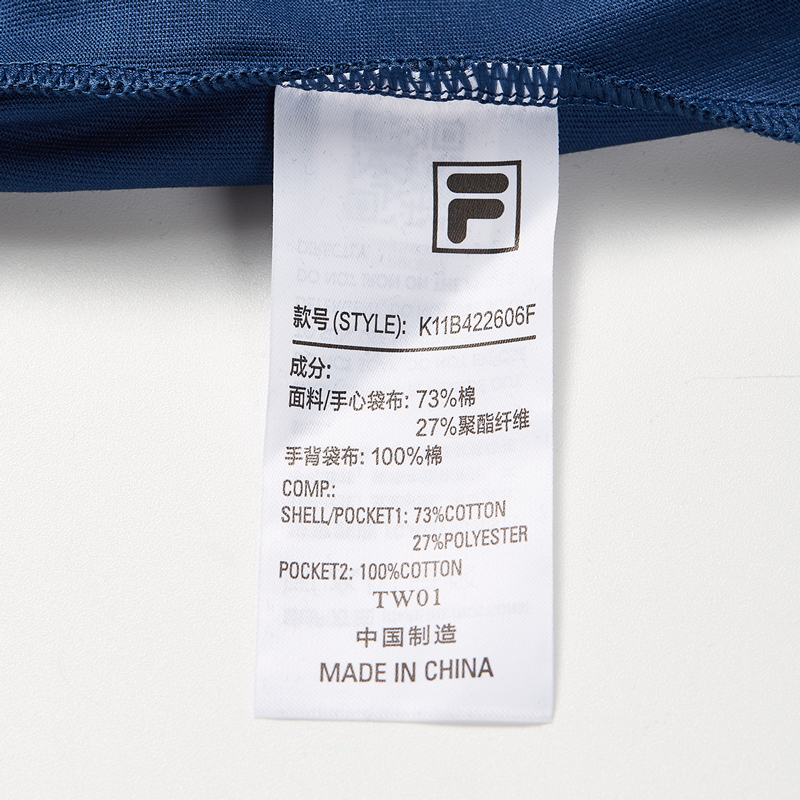 F
款号(STYLE): K11B422606F
成分:
面料/手心袋布: 73%棉
27%聚酯纤维
手背袋布: 100%棉
COMP.:
SHELL/POCKET1: 73%COTTON
27%POLYESTER
POCKET2: 100%COTTON
TW01
中国制造
MADE IN CHINA